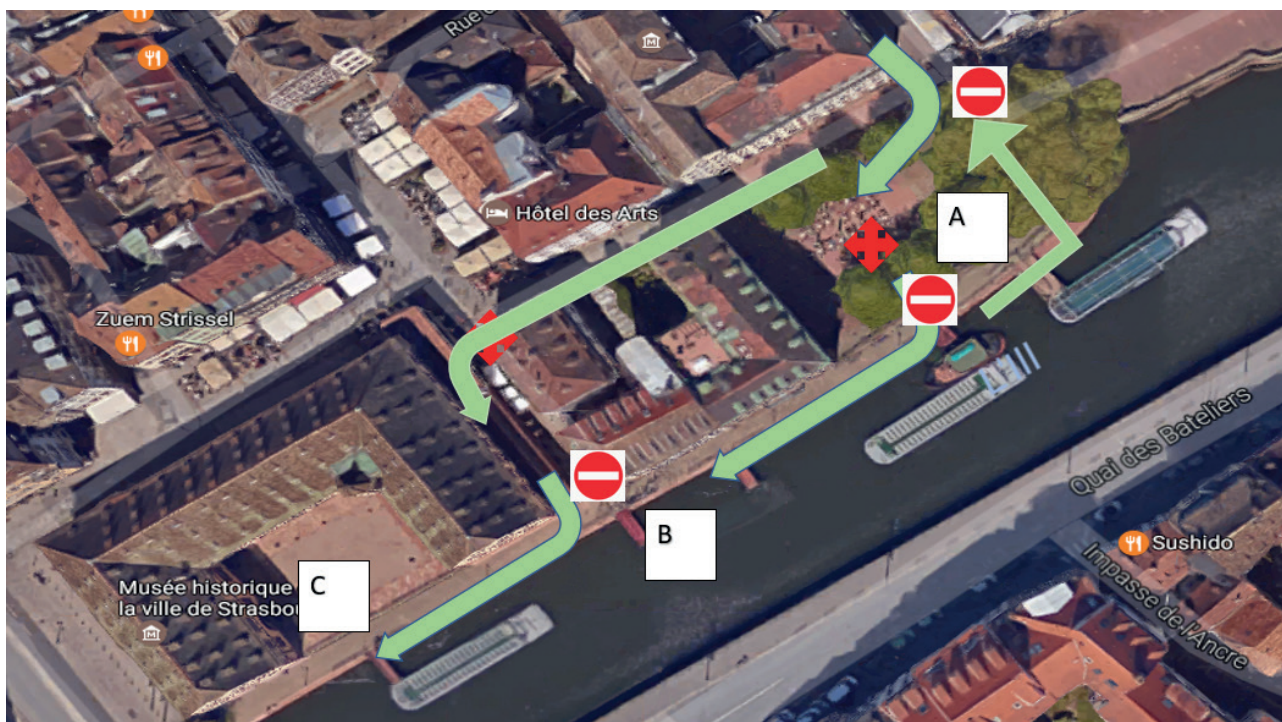 Rue
Hôtel des Arts
A
Zuem Strissel
Quai des Bateliers
B
Sushido
Impasse de l'Ancre
Musée historique
la ville de Strasbou
C